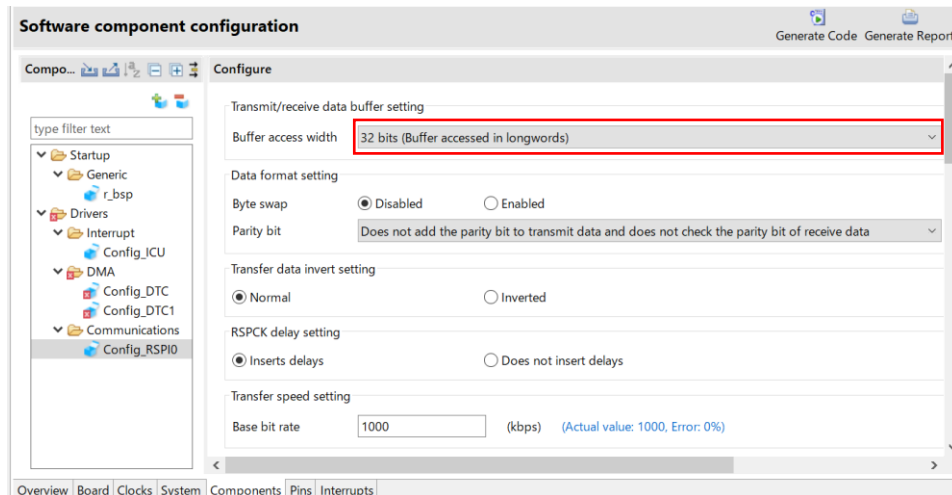 Software component configuration
Generate Code Generate Report
Compo...
Configure
type filter text
Startup
Generic
r_bsp
Drivers
Interrupt
Config_ICU
DMA
Config_DTC
Config_DTC1
Communications
Config_RSPI0
Transmit/receive data buffer setting
Buffer access width 32 bits (Buffer accessed in longwords)
Data format setting
Byte swap Disabled Enabled
Parity bit Does not add the parity bit to transmit data and does not check the parity bit of receive data
Transfer data invert setting
Normal Inverted
RSPCK delay setting
Inserts delays Does not insert delays
Transfer speed setting
Base bit rate 1000 (kbps) (Actual value: 1000, Error: 0%)
Overview Board Clocks System Components Pins Interrupts